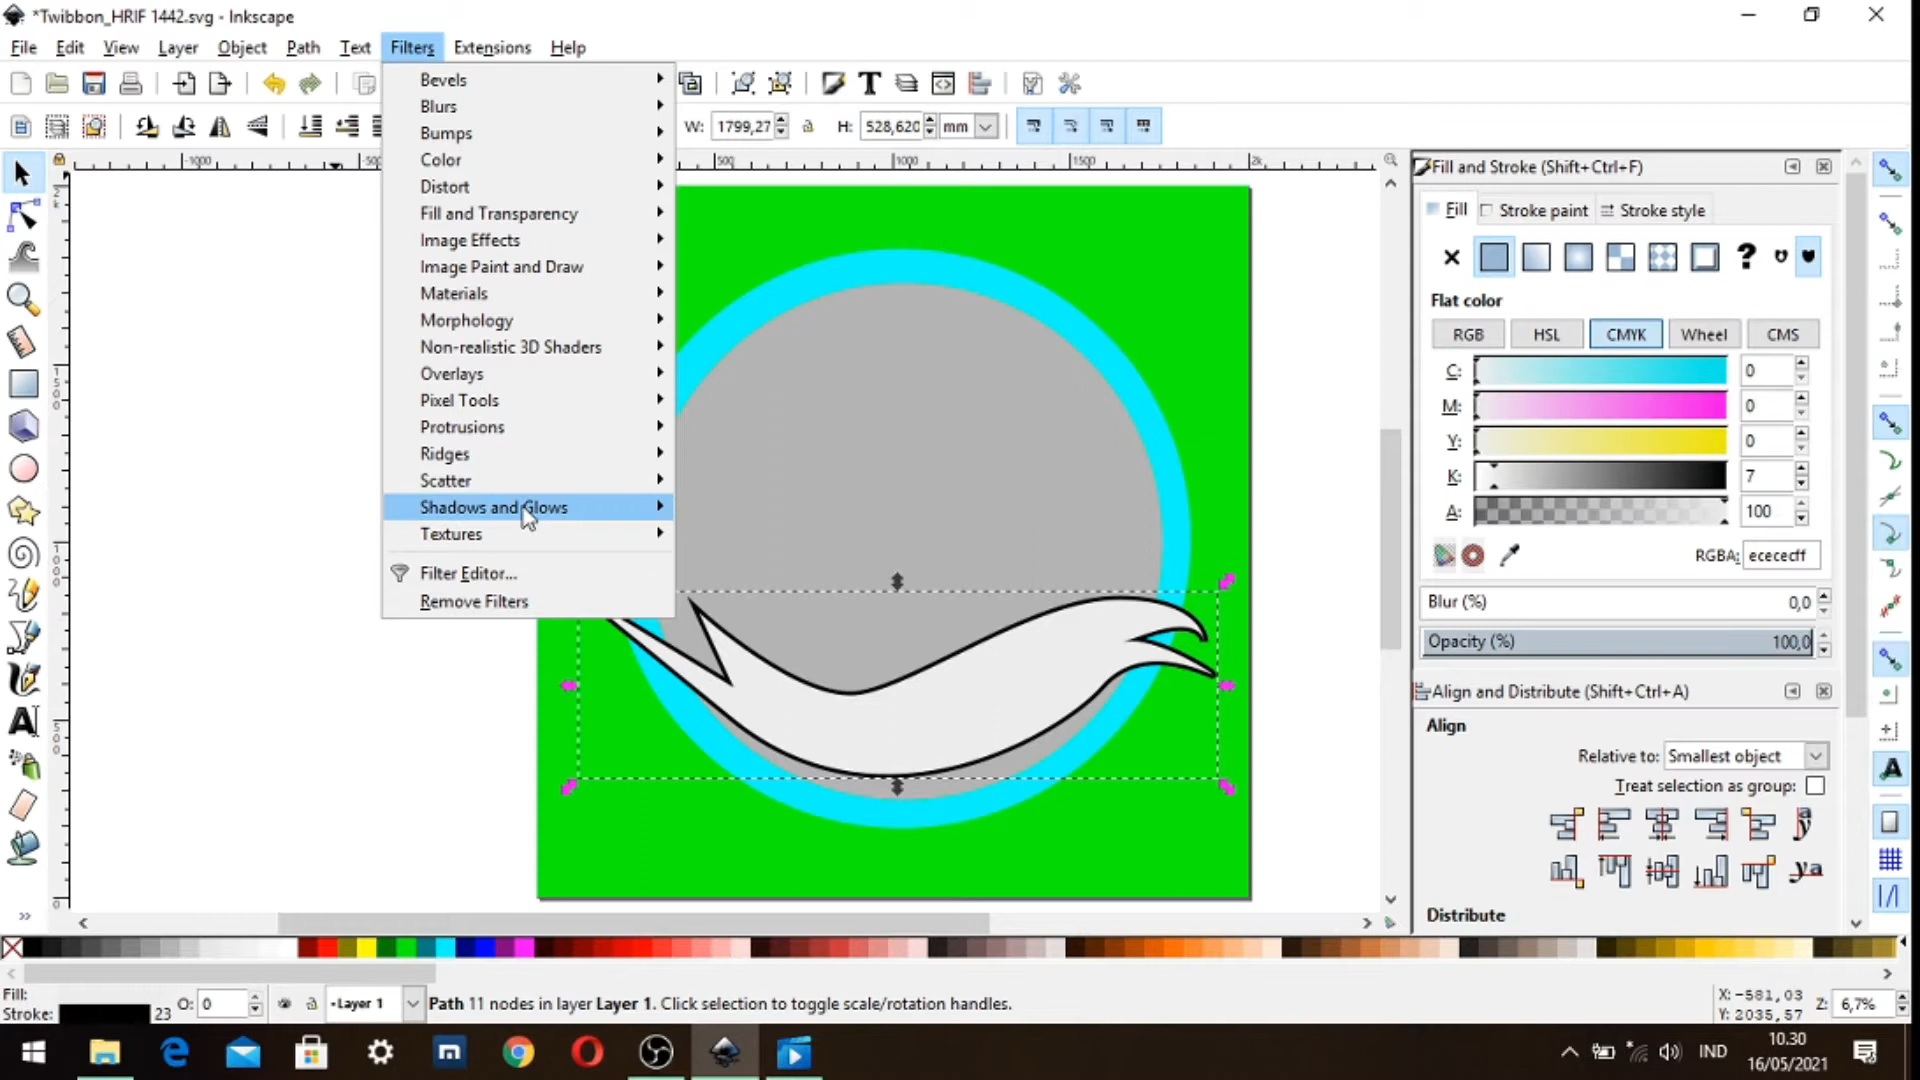 *Twibbon_HRIF 1442.svg - Inkscape
File Edit View Layer Object Path Text Filters Extensions Help
W: 1799,27 H: 528,620 mm
Bevels
Blurs
Bumps
Color
Distort
Fill and Transparency
Image Effects
Image Paint and Draw
Materials
Morphology
Non-realistic 3D Shaders
Overlays
Pixel Tools
Protrusions
Ridges
Scatter
Shadows and Glows
Textures
Filter Editor...
Remove Filters
-1000 500 1000 1500
Fill and Stroke (Shift+Ctrl+F)
Fill Stroke paint Stroke style
Flat color
RGB HSL CMYK Wheel CMS
C: 0
M: 0
Y: 0
K: 7
A: 100
RGBA: ececécff
Blur (%) 0,0
Opacity (%) 100,0
Align and Distribute (Shift+Ctrl+A)
Align
Relative to: Smallest object
Treat selection as group:
Distribute
Fill:
Stroke: 23 O: 0 Layer 1 Path 11 nodes in layer Layer 1. Click selection to toggle scale/rotation handles.
X: -581,03
Y: 2035,57
Z: 6,7%
IND
10.30
16/05/2021